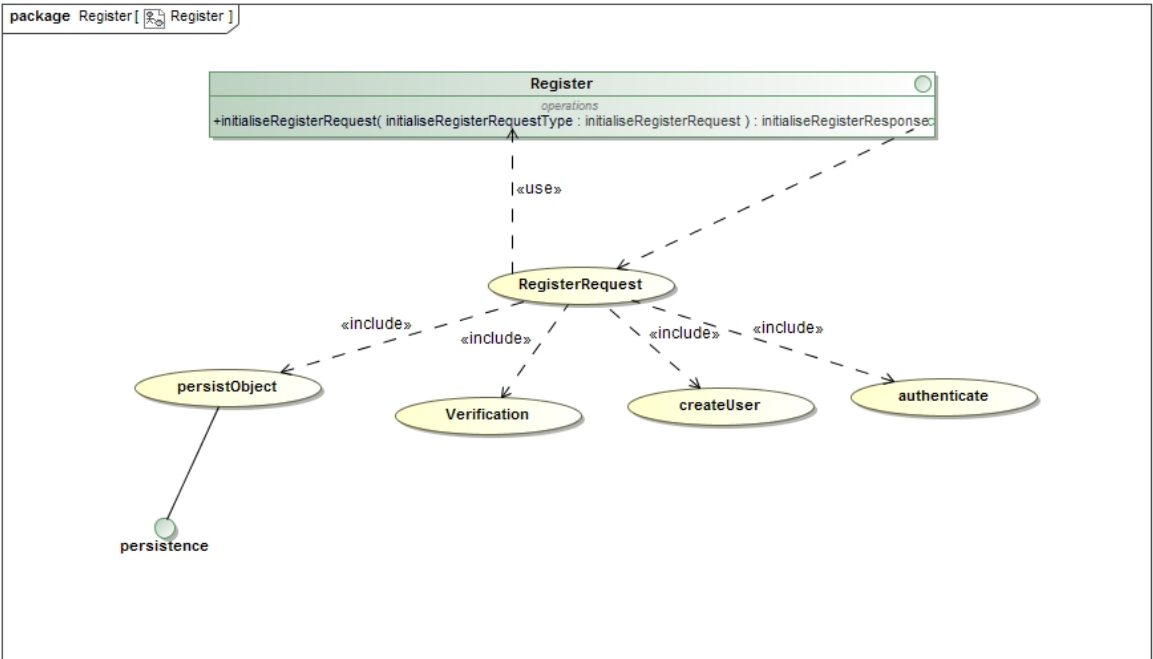 package Register [ Register ]
Register
operations
+initialiseRegisterRequest( initialiseRegisterRequestType : initialiseRegisterRequest ) : initialiseRegisterResponse
«use»
RegisterRequest
«include»
«include»
«include»
«include»
persistObject
Verification
createUser
authenticate
persistence